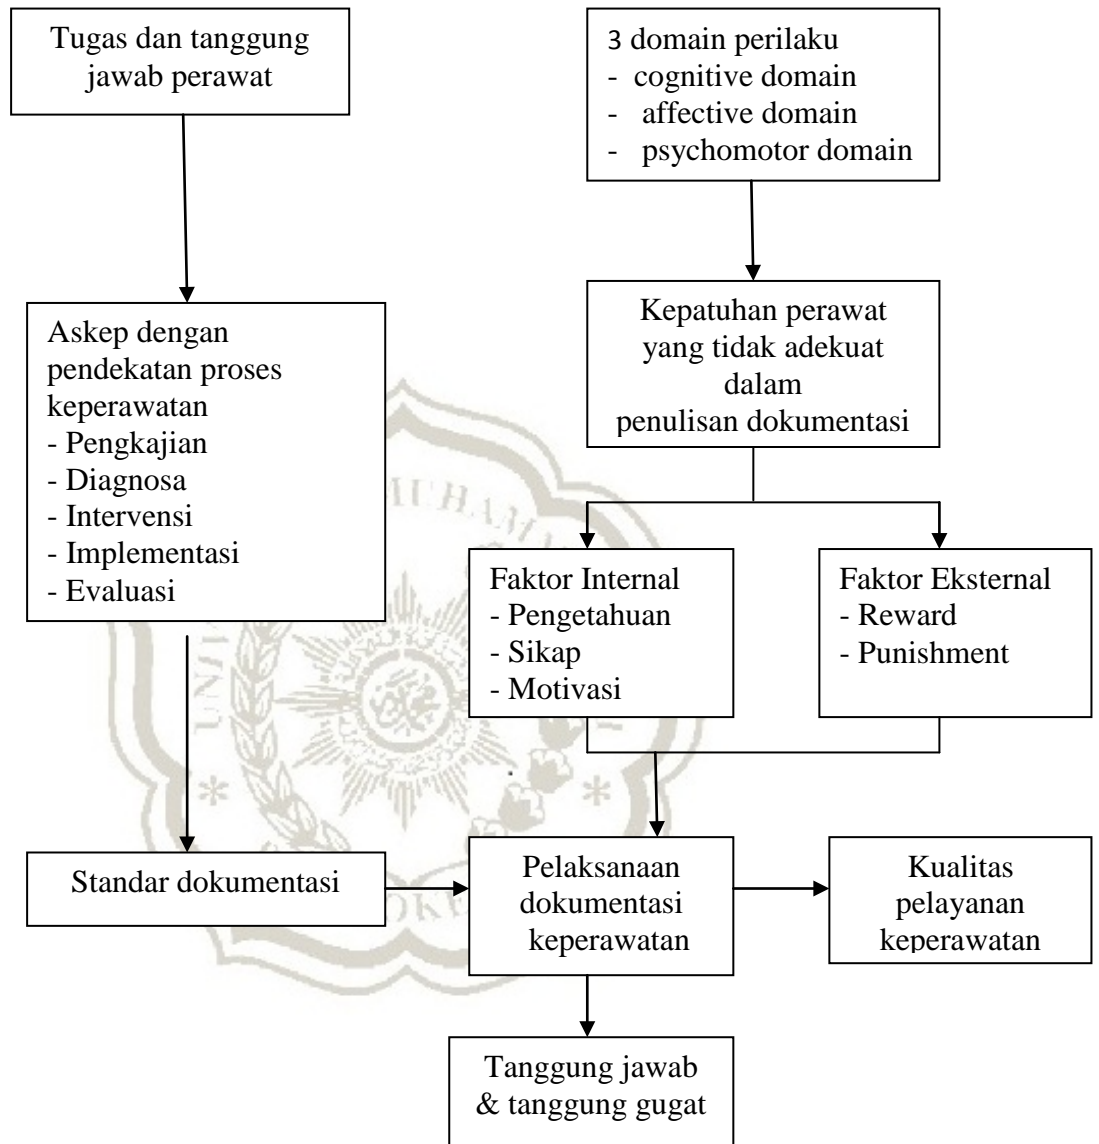 Tugas dan tanggung
jawab perawat
3 domain perilaku
- cognitive domain
- affective domain
- psychomotor domain
Askep dengan
pendekatan proses
keperawatan
- Pengkajian
- Diagnosa
- Intervensi
- Implementasi
- Evaluasi
Kepatuhan perawat
yang tidak adekuat
dalam
penulisan dokumentasi
Faktor Internal
- Pengetahuan
- Sikap
- Motivasi
Faktor Eksternal
- Reward
- Punishment
Standar dokumentasi
Pelaksanaan
dokumentasi
keperawatan
Kualitas
pelayanan
keperawatan
Tanggung jawab
& tanggung gugat